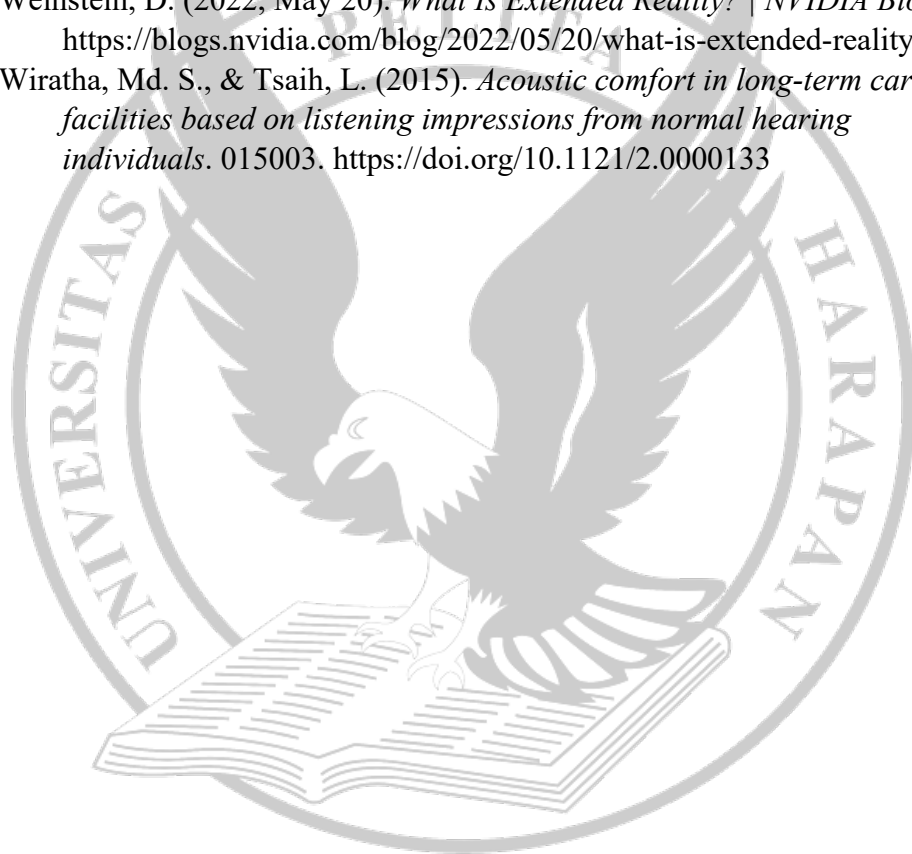 Weinstein, D. (2022, May 20). What Is Extended Reality? | NVIDIA Blo
https://blogs.nvidia.com/blog/2022/05/20/what-is-extended-reality
Wiratha, Md. S., & Tsaih, L. (2015). Acoustic comfort in long-term car
facilities based on listening impressions from normal hearing
individuals. 015003. https://doi.org/10.1121/2.0000133
UNIVERSITAS
PELITA
HARAPAN